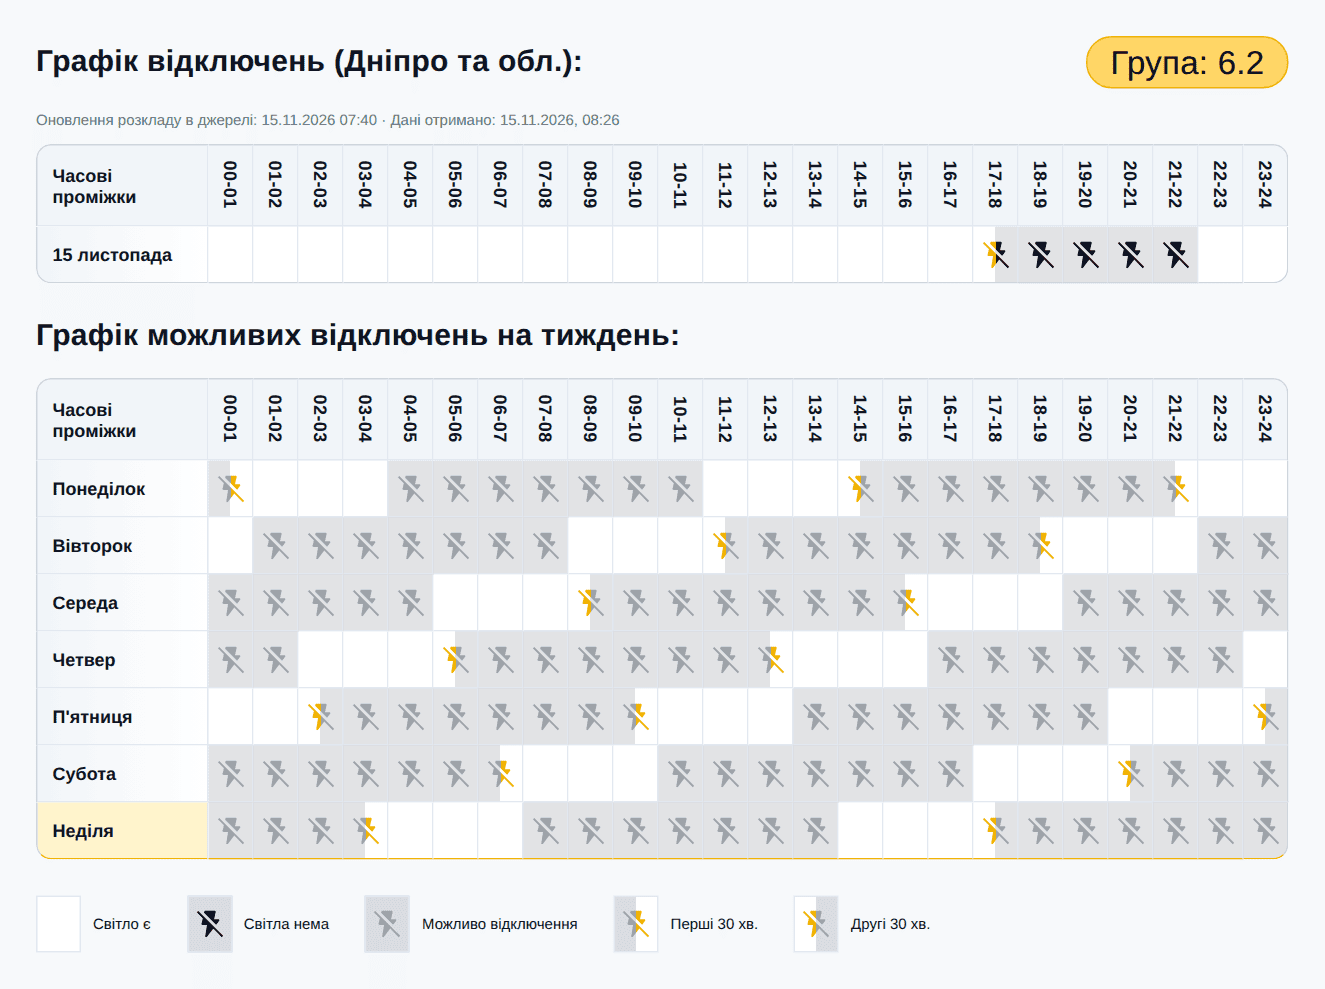 Графік відключень (Дніпро та обл.):
Група: 6.2
Оновлення розкладу в джерелі: 15.11.2026 07:40 · Дані отримано: 15.11.2026, 08:26
Часові проміжки 00-01 01-02 02-03 03-04 04-05 05-06 06-07 07-08 08-09 09-10 10-11 11-12 12-13 13-14 14-15 15-16 16-17 17-18 18-19 19-20 20-21 21-22 22-23 23-24
15 листопада
Графік можливих відключень на тиждень:
Часові проміжки 00-01 01-02 02-03 03-04 04-05 05-06 06-07 07-08 08-09 09-10 10-11 11-12 12-13 13-14 14-15 15-16 16-17 17-18 18-19 19-20 20-21 21-22 22-23 23-24
Понеділок
Вівторок
Середа
Четвер
П'ятниця
Субота
Неділя
Світло є
Світла нема
Можливо відключення
Перші 30 хв.
Другі 30 хв.